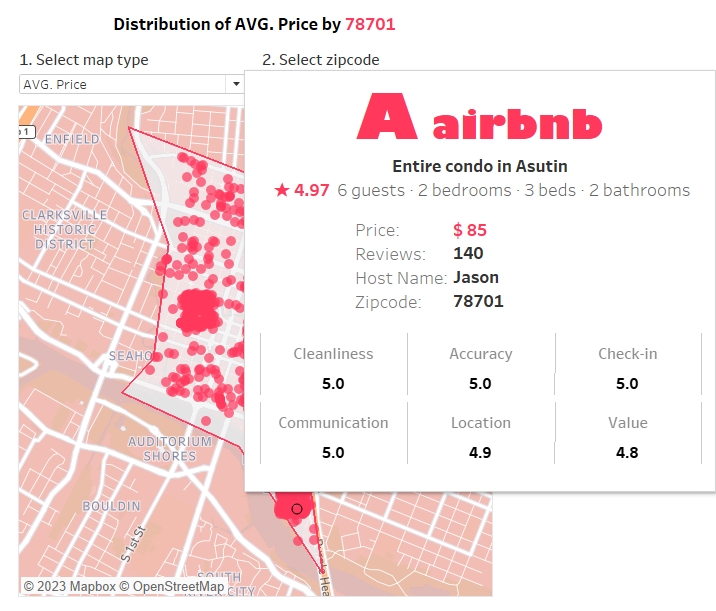 Distribution of AVG. Price by 78701
1. Select map type
2. Select zipcode
AVG. Price
A airbnb
Entire condo in Asutin
★ 4.97 6 guests · 2 bedrooms · 3 beds · 2 bathrooms
Price: $ 85
Reviews: 140
Host Name: Jason
Zipcode: 78701
Cleanliness Accuracy Check-in
5.0 5.0 5.0
Communication Location Value
5.0 4.9 4.8
1
ENFIELD
CLARKSVILLE
HISTORIC
DISTRICT
SEAHO
AUDITORIUM
SHORES
BOULDIN
S 1st St
SOUTH
RIVER CITY
© 2023 Mapbox © OpenStreetMap